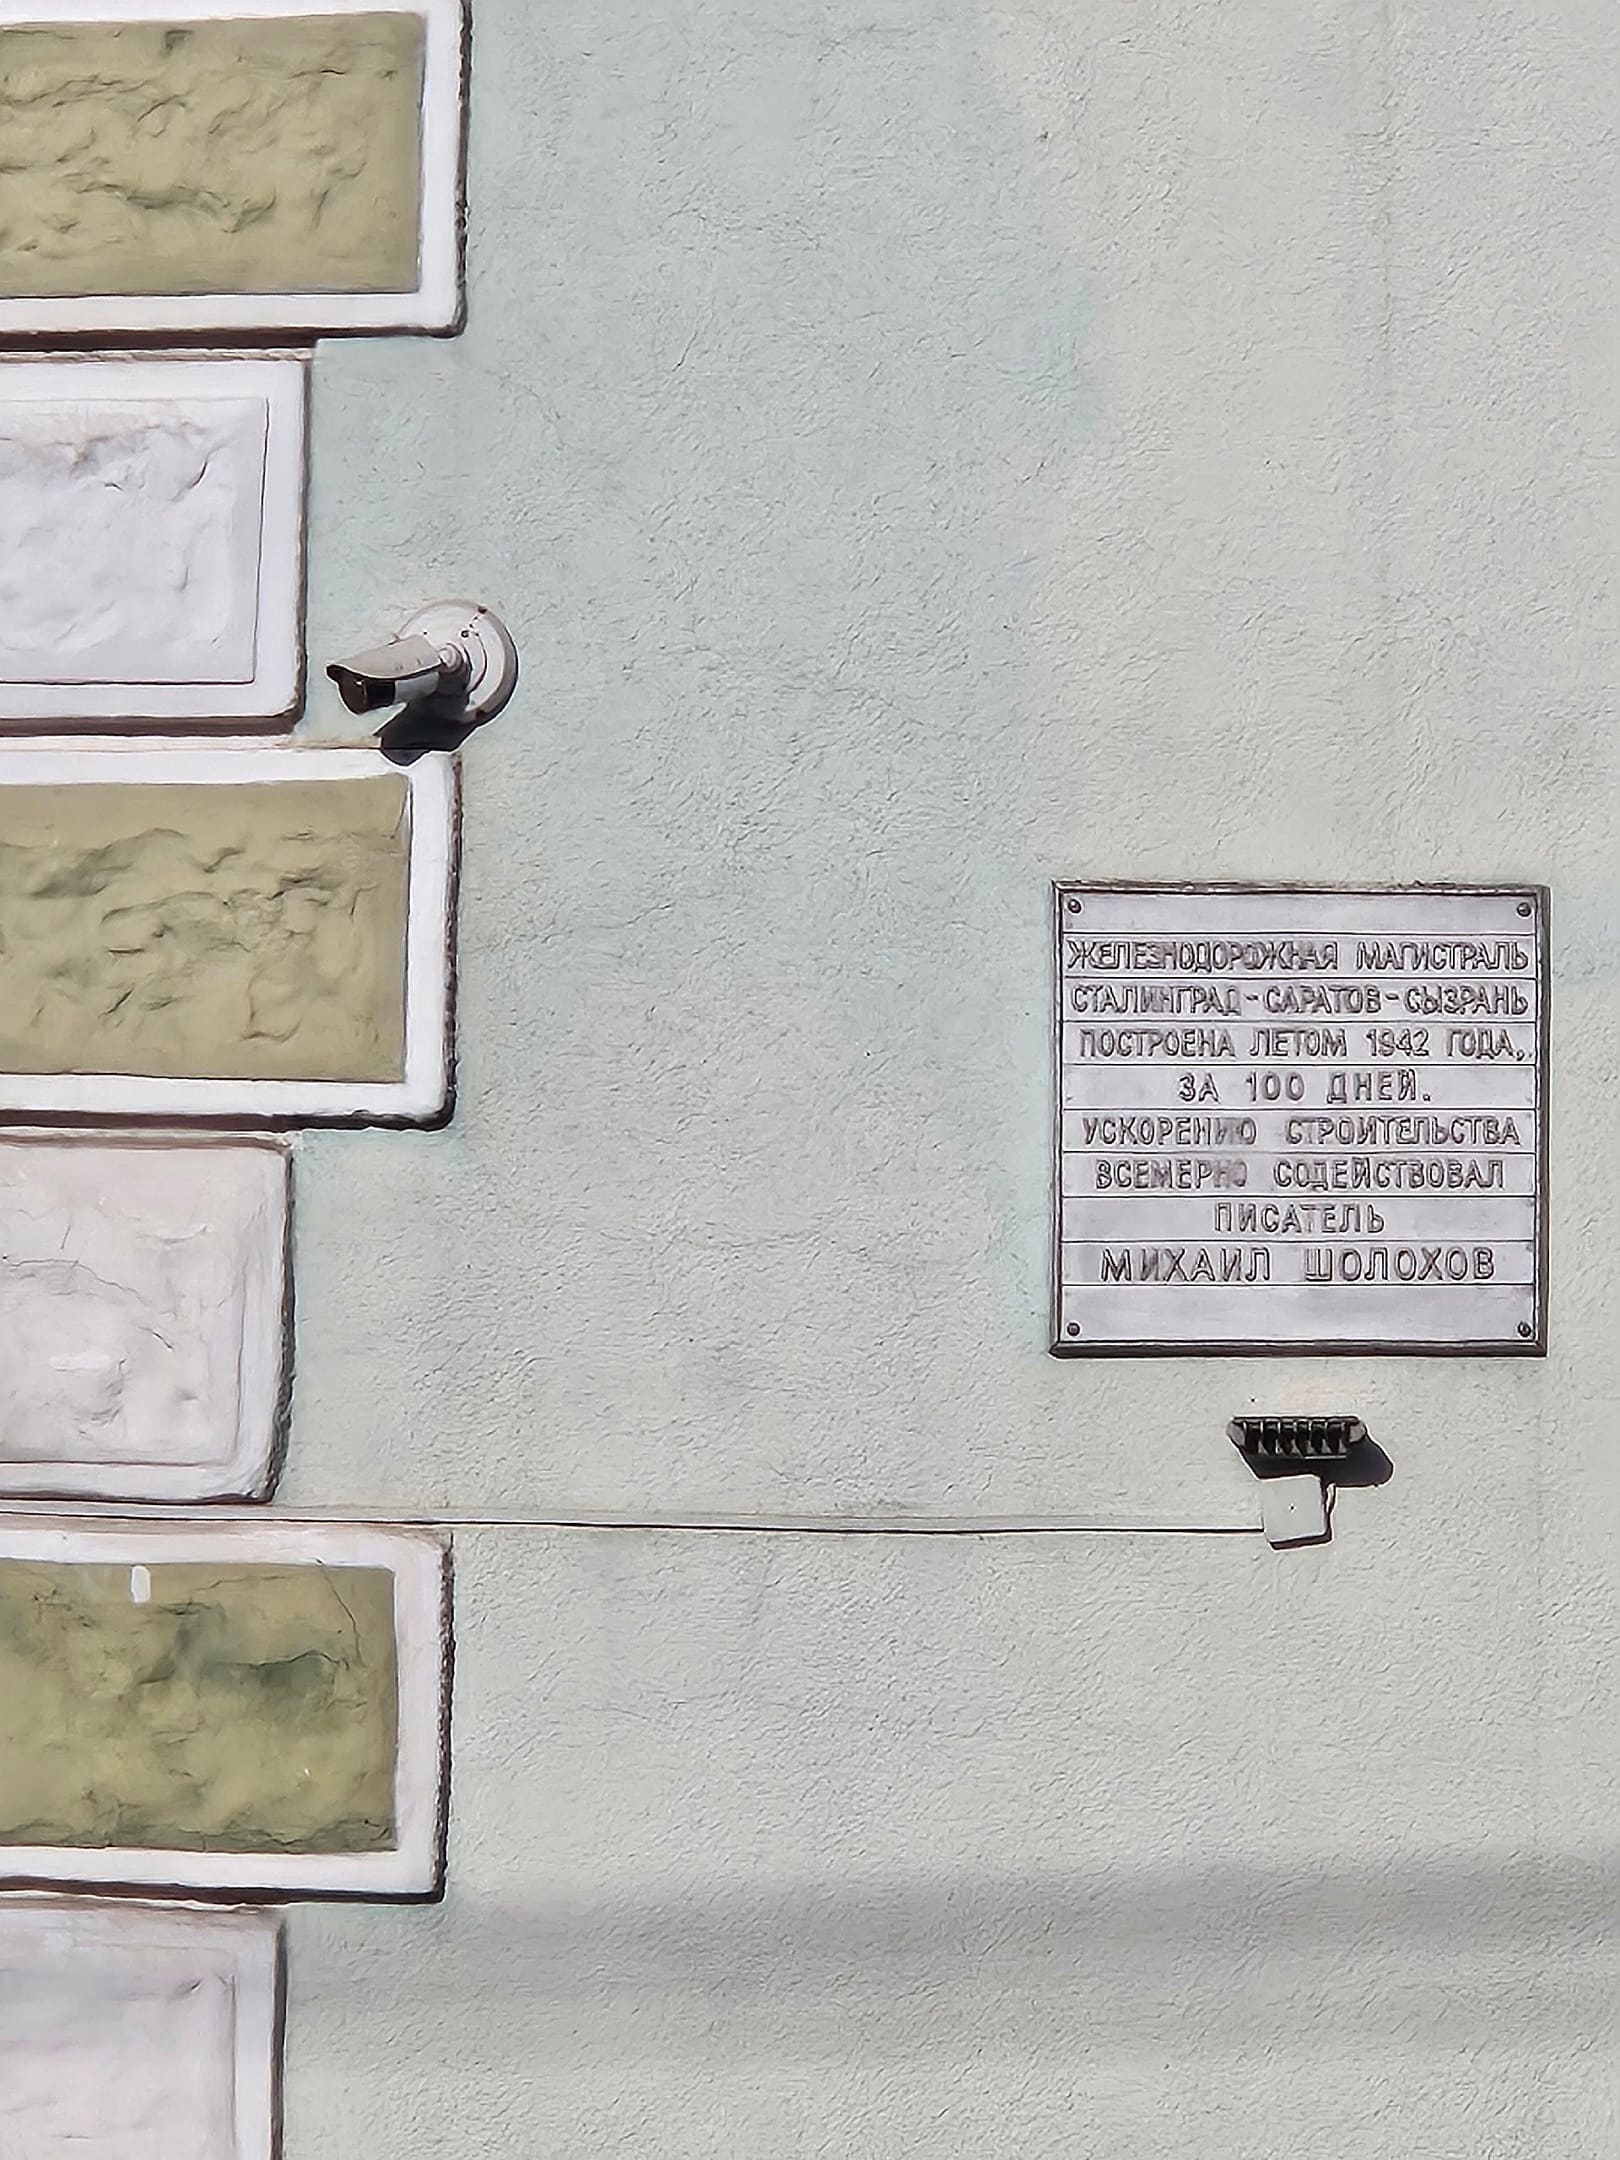 ЖЕЛЕЗНОДОРОЖНАЯ МАГИСТРАЛЬ
СТАЛИНГРАД-САРАТОВ-СЫЗРАНЬ
ПОСТРОЕНА ЛЕТОМ 1942 ГОДА,
ЗА 100 ДНЕЙ.
УСКОРЕНИЮ СТРОИТЕЛЬСТВА
ВСЕМЕРНО СОДЕЙСТВОВАЛ
ПИСАТЕЛЬ
МИХАИЛ ШОЛОХОВ